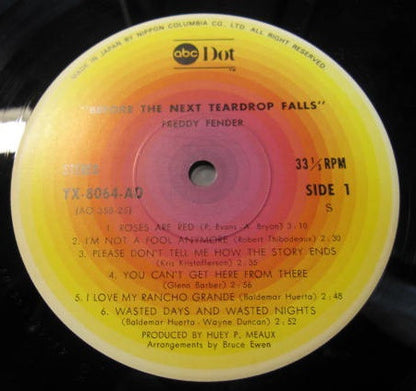 MADE IN JAPAN BY NIPPON COLUMBIA CO., LTD. ALL RIGHT RESERVED
abc Dot
TM
"BEFORE THE NEXT TEARDROP FALLS"
FREDDY FENDER
STEREO
33 1/3 RPM
YX-8064-AD
SIDE 1
(AO 358-25)
S
1. ROSES ARE RED (P. Evans - A. Bryon) 3:10
2. I'M NOT A FOOL ANYMORE (Robert Thibodeaux) 2:30
3. PLEASE DON'T TELL ME HOW THE STORY ENDS
(Kris Kristofferson) 2:35
4. YOU CAN'T GET HERE FROM THERE
(Glenn Barber) 2:56
5. I LOVE MY RANCHO GRANDE (Baldemar Huerta) 2:48
6. WASTED DAYS AND WASTED NIGHTS
(Baldemar Huerta - Wayne Duncan) 2:52
PRODUCED BY HUEY P. MEAUX
Arrangements by Bruce Ewen